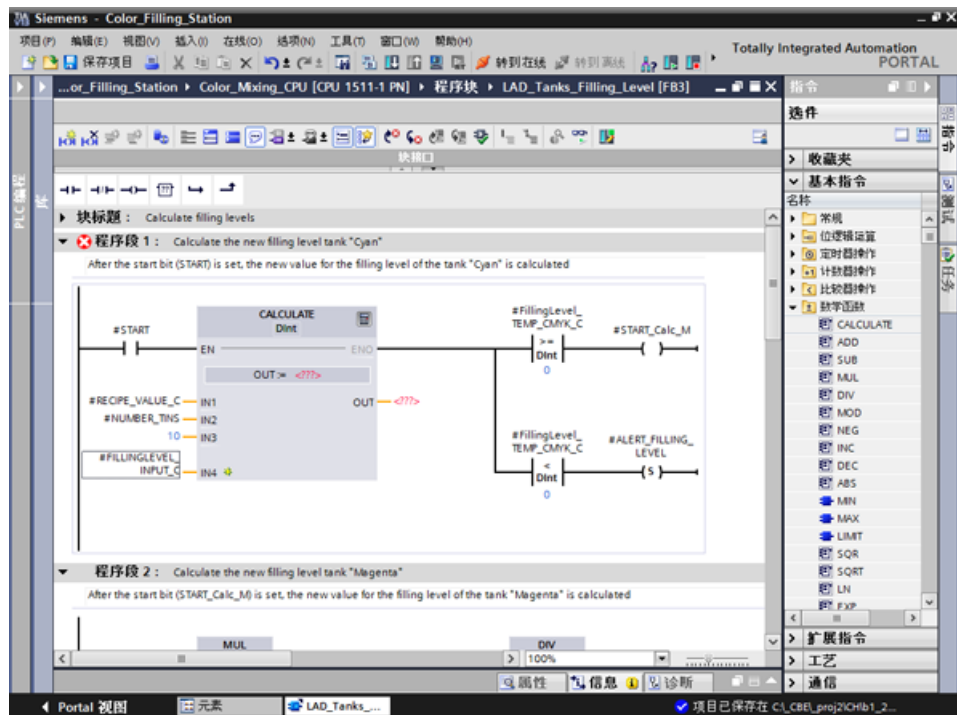 Siemens - Color_Filling_Station
项目(P) 编辑(E) 视图(V) 插入(I) 在线(O) 选项(N) 工具(T) 窗口(W) 帮助(H)
Totally Integrated Automation
PORTAL
保存项目 转到在线 转到离线
...or_Filling_Station ▸ Color_Mixing_CPU [CPU 1511-1 PN] ▸ 程序块 ▸ LAD_Tanks_Filling_Level [FB3]
指令
选件
块接口
PLC 编程
收藏夹
基本指令
名称
块标题： Calculate filling levels
程序段 1： Calculate the new filling level tank "Cyan"
After the start bit (START) is set, the new value for the filling level of the tank "Cyan" is calculated
#START
CALCULATE
DInt
EN
ENO
OUT:= <???>
#RECIPE_VALUE_C
IN1
OUT
<???>
#NUMBER_TINS
IN2
10
IN3
#FILLINGLEVEL_
INPUT_C
IN4
#FillingLevel_
TEMP_CMYK_C
>=
DInt
0
#START_Calc_M
#FillingLevel_
TEMP_CMYK_C
<
DInt
0
#ALERT_FILLING_
LEVEL
S
程序段 2： Calculate the new filling level tank "Magenta"
After the start bit (START_Calc_M) is set, the new value for the filling level of the tank "Magenta" is calculated
MUL
DIV
100%
常规
位逻辑运算
定时器操作
计数器操作
比较器操作
数学函数
CALCULATE
ADD
SUB
MUL
DIV
MOD
NEG
INC
DEC
ABS
MIN
MAX
LIMIT
SQR
SQRT
LN
EXP
扩展指令
工艺
通信
指令
任务
属性 信息 诊断
Portal 视图
元素
LAD_Tanks_...
项目已保存在 C:\_CBE\_proj2\CH\b1_2...